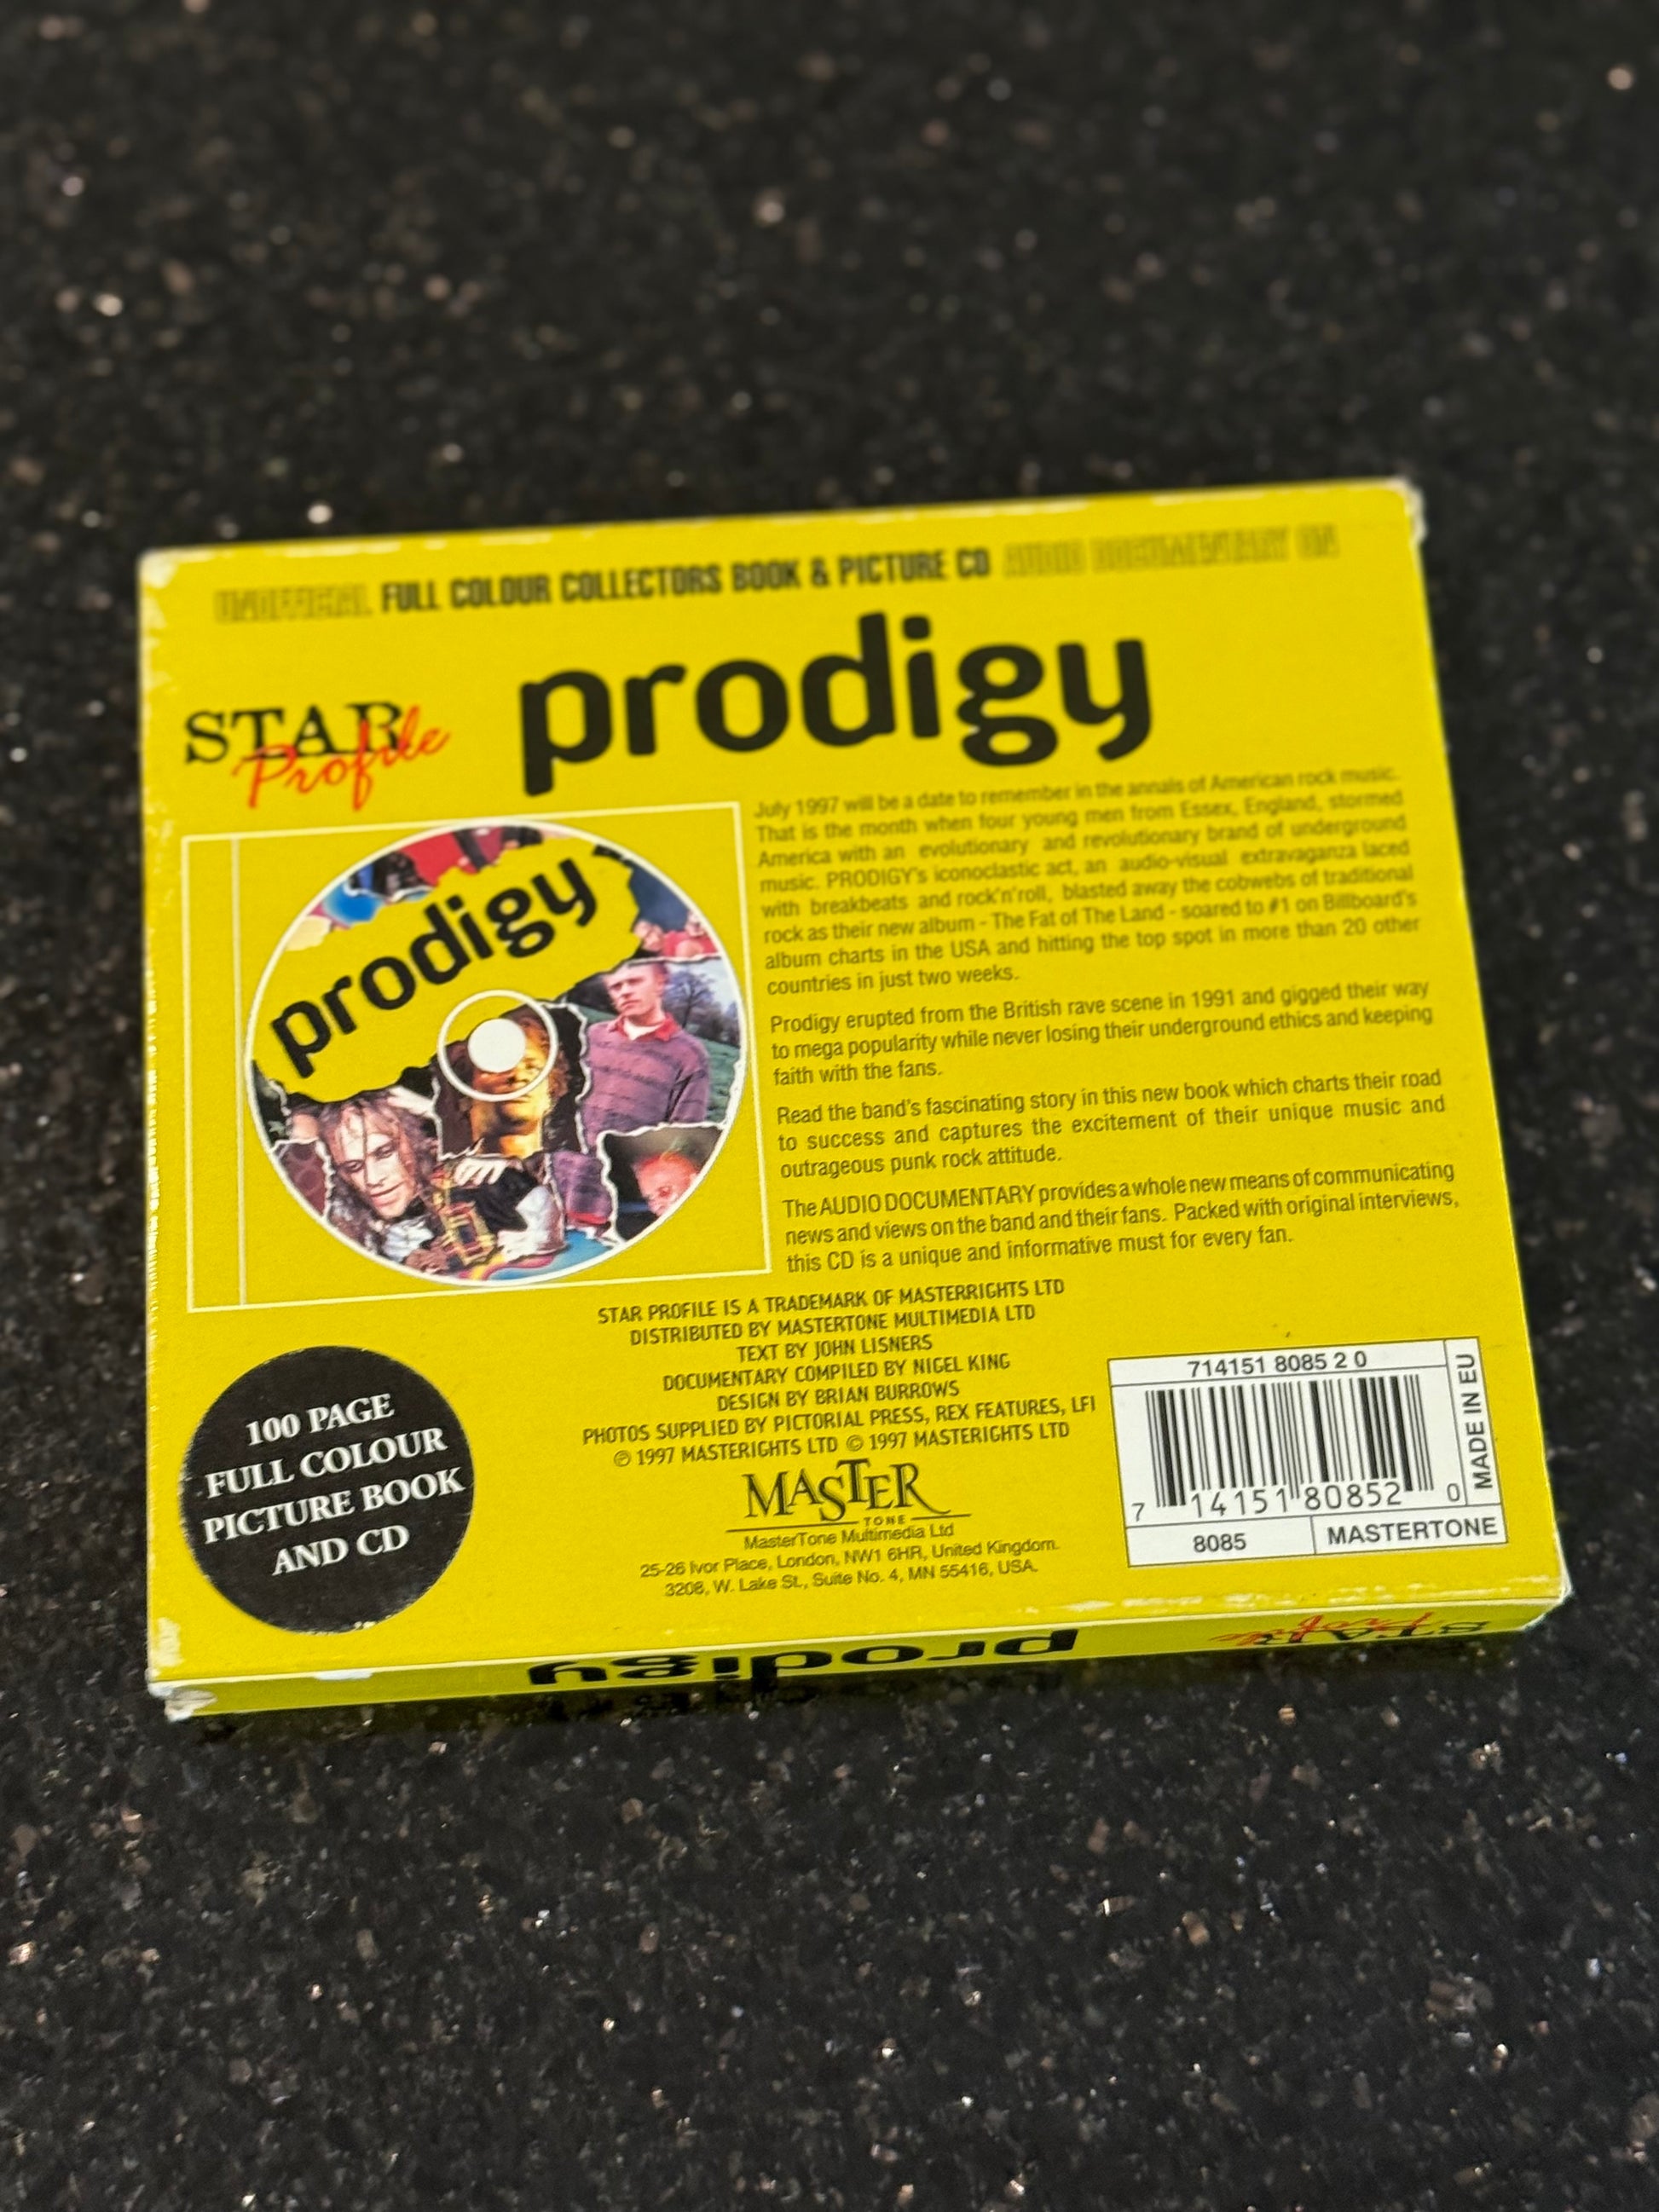 UNOFFICIAL FULL COLOUR COLLECTORS BOOK & PICTURE CD AUDIO DOCUMENTARY ON
prodigy
STAR
Profile
prodigy
July 1997 will be a date to remember in the annals of American rock music.
That is the month when four young men from Essex, England, stormed
America with an evolutionary and revolutionary brand of underground
music. PRODIGY's iconoclastic act, an audio-visual extravaganza laced
with breakbeats and rock'n'roll, blasted away the cobwebs of traditional
rock as their new album - The Fat of The Land - soared to #1 on Billboard's
album charts in the USA and hitting the top spot in more than 20 other
countries in just two weeks.
Prodigy erupted from the British rave scene in 1991 and gigged their way
to mega popularity while never losing their underground ethics and keeping
faith with the fans.
Read the band's fascinating story in this new book which charts their road
to success and captures the excitement of their unique music and
outrageous punk rock attitude.
The AUDIO DOCUMENTARY provides a whole new means of communicating
news and views on the band and their fans. Packed with original interviews,
this CD is a unique and informative must for every fan.
STAR PROFILE IS A TRADEMARK OF MASTERRIGHTS LTD
DISTRIBUTED BY MASTERTONE MULTIMEDIA LTD
TEXT BY JOHN LISNERS
DOCUMENTARY COMPILED BY NIGEL KING
DESIGN BY BRIAN BURROWS
PHOTOS SUPPLIED BY PICTORIAL PRESS, REX FEATURES, LFI
℗ 1997 MASTERIGHTS LTD © 1997 MASTERIGHTS LTD
MASTER
TONE
MasterTone Multimedia Ltd
25-26 Ivor Place, London, NW1 6HR, United Kingdom.
3208, W. Lake St., Suite No. 4, MN 55416, USA.
100 PAGE
FULL COLOUR
PICTURE BOOK
AND CD
714151 8085 2 0
MADE IN EU
7 14151 80852 0
8085 MASTERTONE
prodigy
STAR
Profile